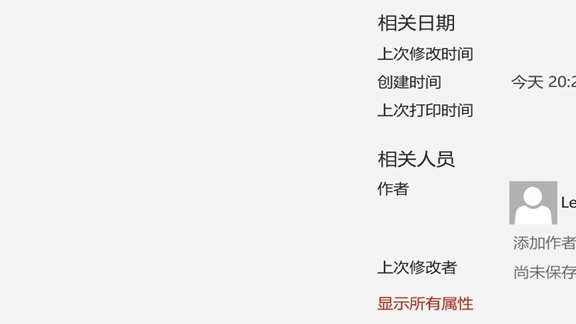 相关日期
上次修改时间
创建时间 今天 20:2
上次打印时间
相关人员
作者
Le
添加作者
上次修改者 尚未保存
显示所有属性